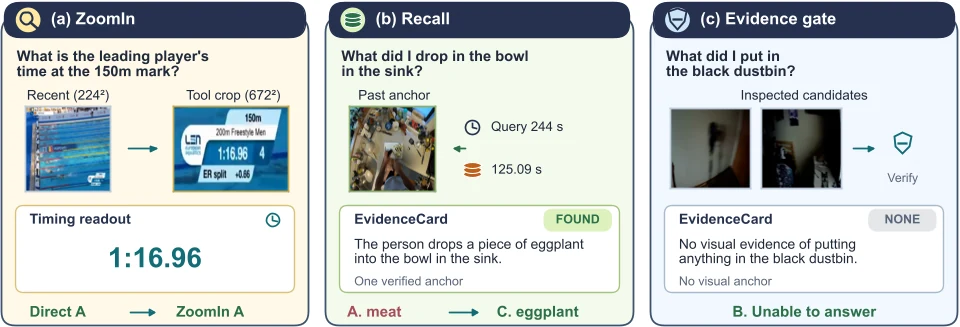 (a) ZoomIn
What is the leading player's
time at the 150m mark?
Recent (224²)
Tool crop (672²)
150m
200m Freestyle Men
LEN
1:16.96 4
ER split +0.66
Timing readout
1:16.96
Direct A
ZoomIn A
(b) Recall
What did I drop in the bowl
in the sink?
Past anchor
Query 244 s
125.09 s
EvidenceCard
FOUND
The person drops a piece of eggplant
into the bowl in the sink.
One verified anchor
A. meat
C. eggplant
(c) Evidence gate
What did I put in
the black dustbin?
Inspected candidates
Verify
EvidenceCard
NONE
No visual evidence of putting
anything in the black dustbin.
No visual anchor
B. Unable to answer